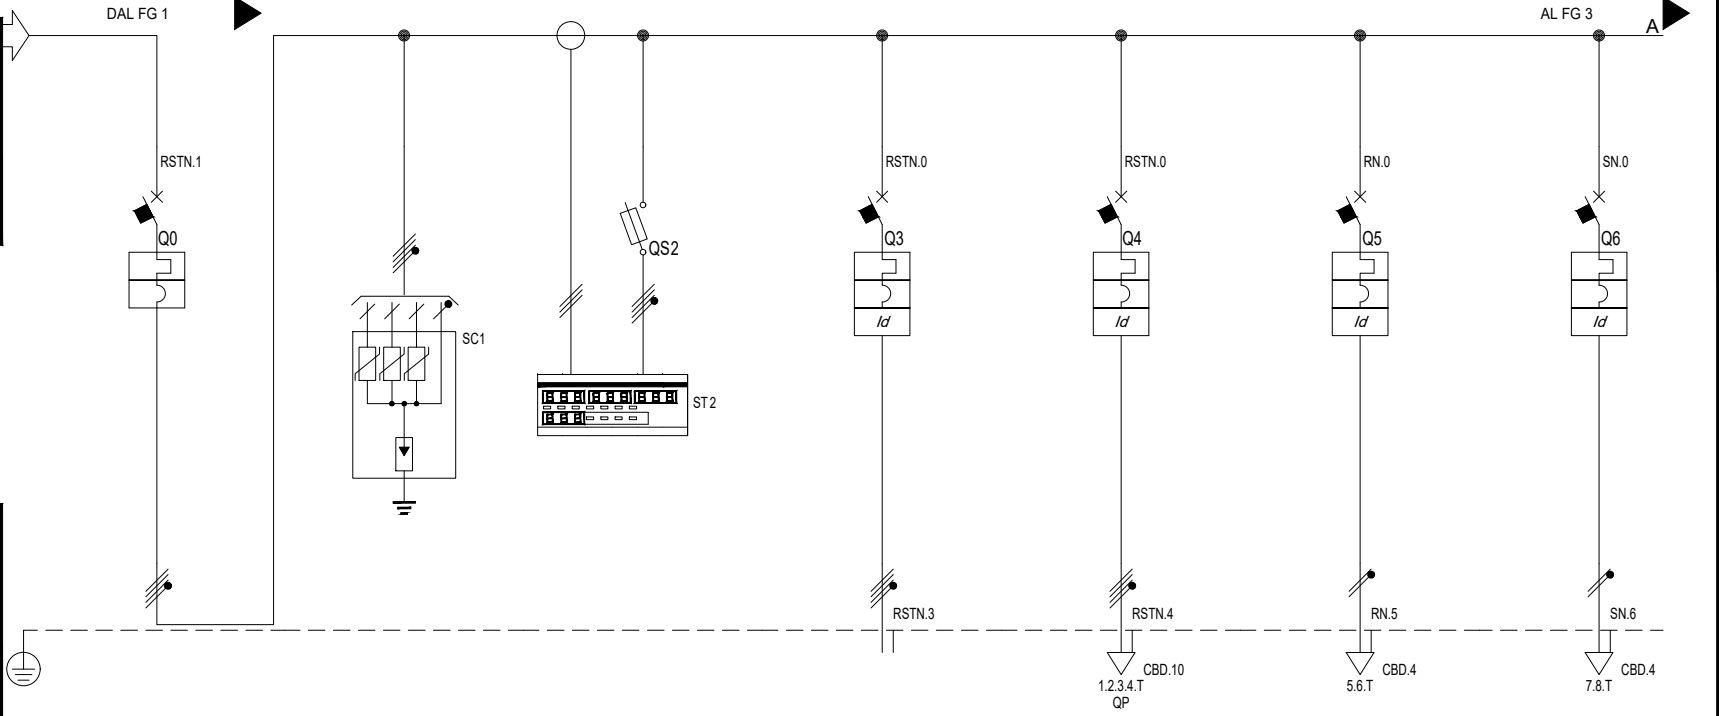 DAL FG 1
AL FG 3
A
RSTN.1
RSTN.0
RSTN.0
RN.0
SN.0
Q0
QS2
Q3
Q4
Q5
Q6
Id
Id
Id
Id
SC1
ST2
RSTN.3
RSTN.4
RN.5
SN.6
CBD.10
CBD.4
CBD.4
1.2.3.4.T
5.6.T
7.8.T
QP